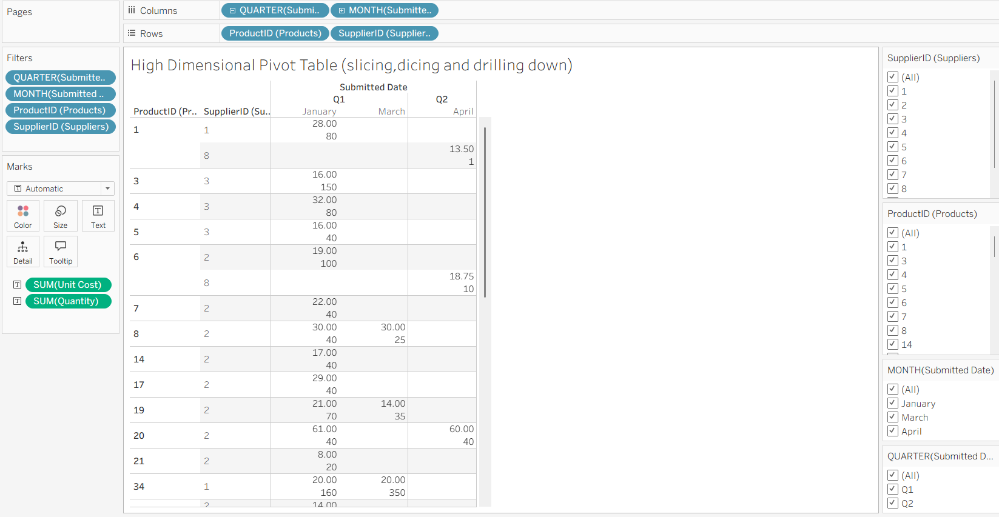 Pages
Columns
QUARTER(Submi..
MONTH(Submitte..
Rows
ProductID (Products)
SupplierID (Supplier..
Filters
QUARTER(Submitte..
MONTH(Submitted ..
ProductID (Products)
SupplierID (Suppliers)
Marks
Automatic
Color
Size
Text
Detail
Tooltip
SUM(Unit Cost)
SUM(Quantity)
High Dimensional Pivot Table (slicing,dicing and drilling down)
Submitted Date
Q1 Q2
ProductID (Pr.. SupplierID (Su.. January March April
1 1 28.00
80
8 13.50
1
3 3 16.00
150
4 3 32.00
80
5 3 16.00
40
6 2 19.00
100
8 18.75
10
7 2 22.00
40
8 2 30.00 30.00
40 25
14 2 17.00
40
17 2 29.00
40
19 2 21.00 14.00
70 35
20 2 61.00 60.00
40 40
21 2 8.00
20
34 1 20.00 20.00
160 350
2 14.00
SupplierID (Suppliers)
(All)
1
2
3
4
5
6
7
8
ProductID (Products)
(All)
1
3
4
5
6
7
8
14
MONTH(Submitted Date)
(All)
January
March
April
QUARTER(Submitted D...
(All)
Q1
Q2